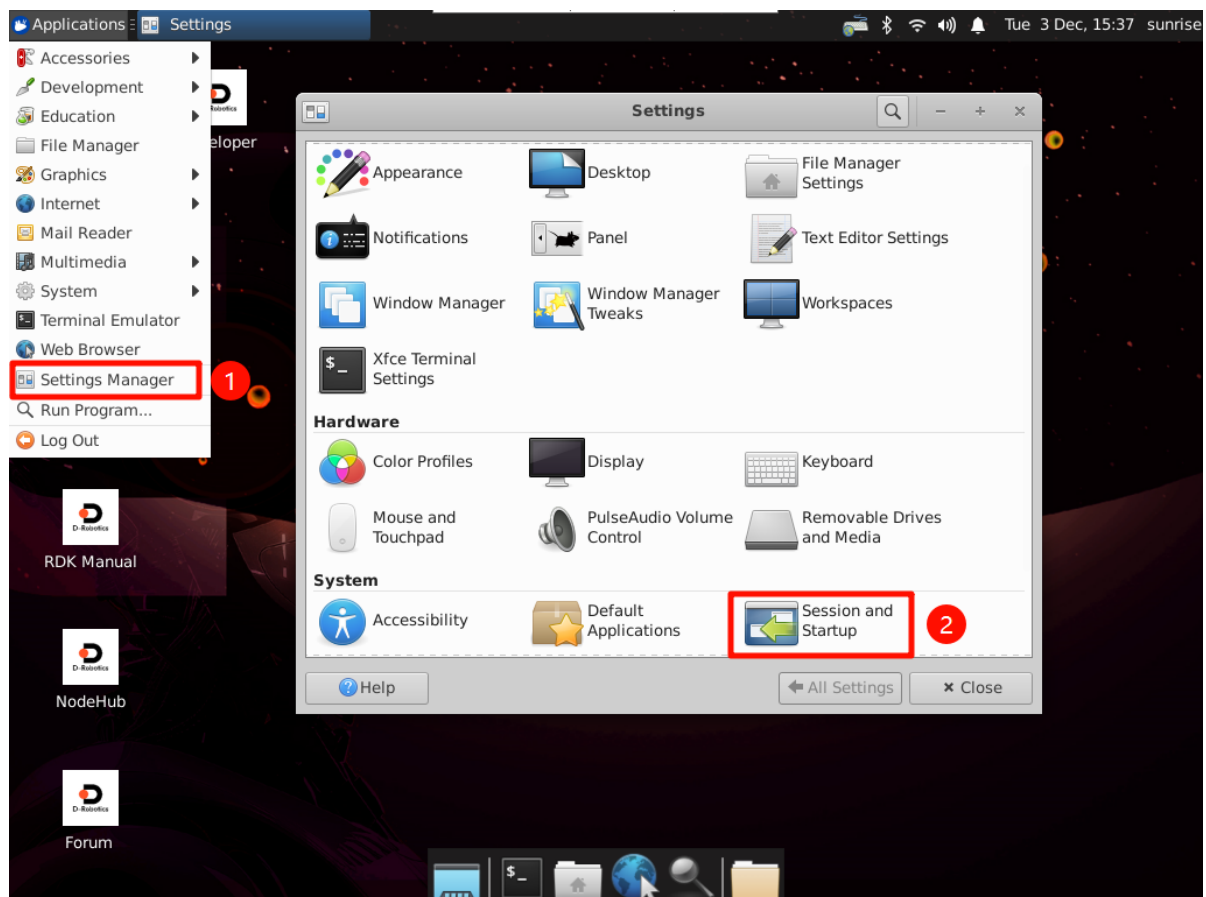 Applications
Settings
Tue 3 Dec, 15:37 sunrise
Accessories
Development
Education
File Manager
Graphics
Internet
Mail Reader
Multimedia
System
Terminal Emulator
Web Browser
Settings Manager
1
Run Program...
Log Out
eloper
RDK Manual
D-Robotics
NodeHub
D-Robotics
Forum
D-Robotics
Settings
Appearance
Desktop
File Manager
Settings
Notifications
Panel
Text Editor Settings
Window Manager
Window Manager
Tweaks
Workspaces
$_
Xfce Terminal
Settings
Hardware
Color Profiles
Display
Keyboard
Mouse and
Touchpad
PulseAudio Volume
Control
Removable Drives
and Media
System
Accessibility
Default
Applications
Session and
Startup
2
Help
All Settings
Close
$_